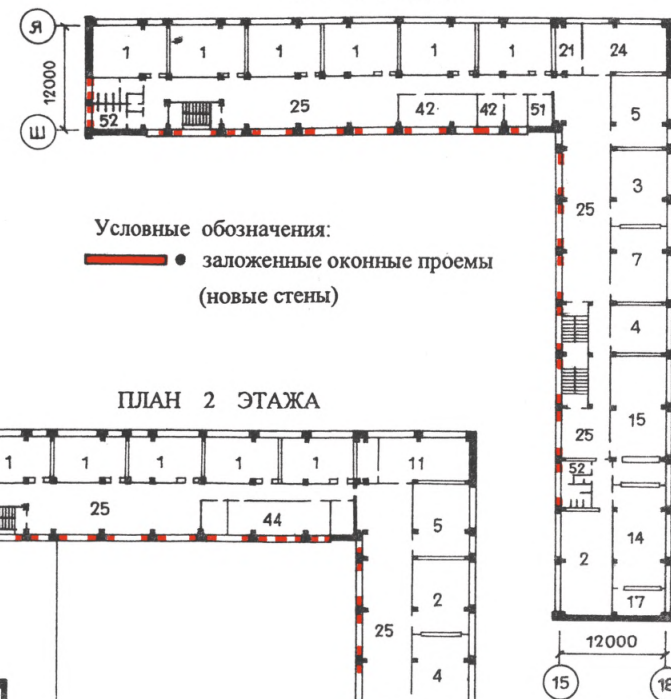 Я
1 1 1 1 1 1 21 24
12000
5
52 25 42 42 51
Ш
3
25
Условные обозначения:
заложенные оконные проемы
7
(новые стены)
4
ПЛАН 2 ЭТАЖА
15
25
1 1 1 1 1 11
52
25 44 5
14
2
2
17
25
12000
4
15 18